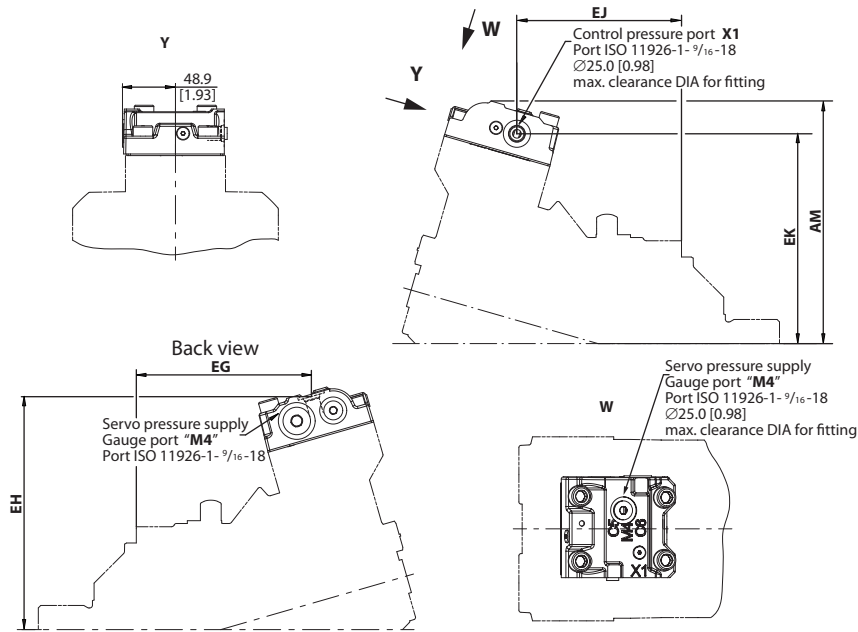 Y
48.9
[1.93]
W
Y
EJ
Control pressure port X1
Port ISO 11926-1- 9/16 -18
∅25.0 [0.98]
max. clearance DIA for fitting
EK
AM
Back view
EG
Servo pressure supply
Gauge port "M4"
Port ISO 11926-1- 9/16 -18
EH
Servo pressure supply
Gauge port "M4"
Port ISO 11926-1- 9/16 -18
∅25.0 [0.98]
max. clearance DIA for fitting
W
C5
M4
C6
X1